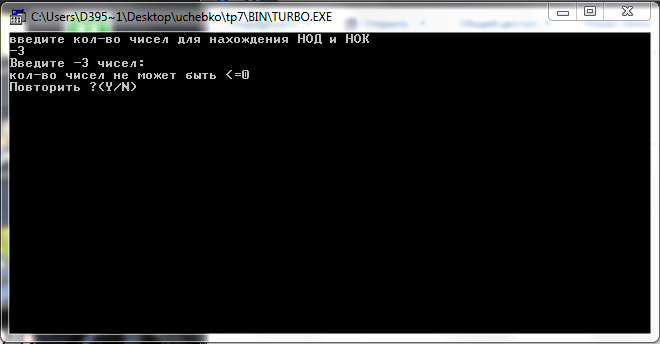 C:\Users\D395~1\Desktop\uchebko\tp7\BIN\TURBO.EXE
введите кол-во чисел для нахождения НОД и НОК
-3
Введите -3 чисел:
кол-во чисел не может быть <=0
Повторить ?(Y/N)